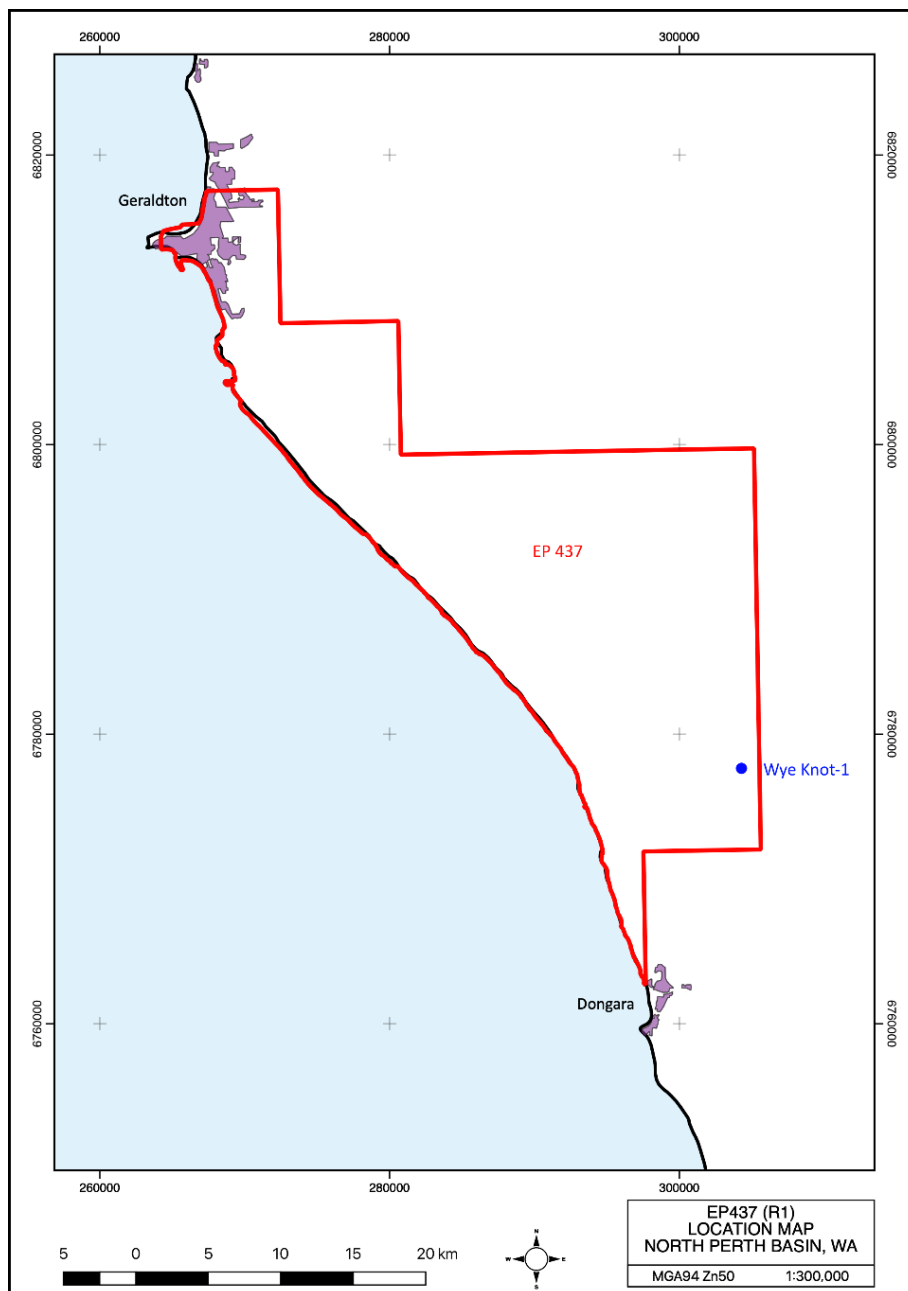 260000 280000 300000
6820000 6820000
Geraldton
6800000 6800000
EP 437
6780000 6780000
Wye Knot-1
Dongara
6760000 6760000
260000 280000 300000
EP437 (R1)
LOCATION MAP
NORTH PERTH BASIN, WA
MGA94 Zn50 1:300,000
5 0 5 10 15 20 km
N
W E
S